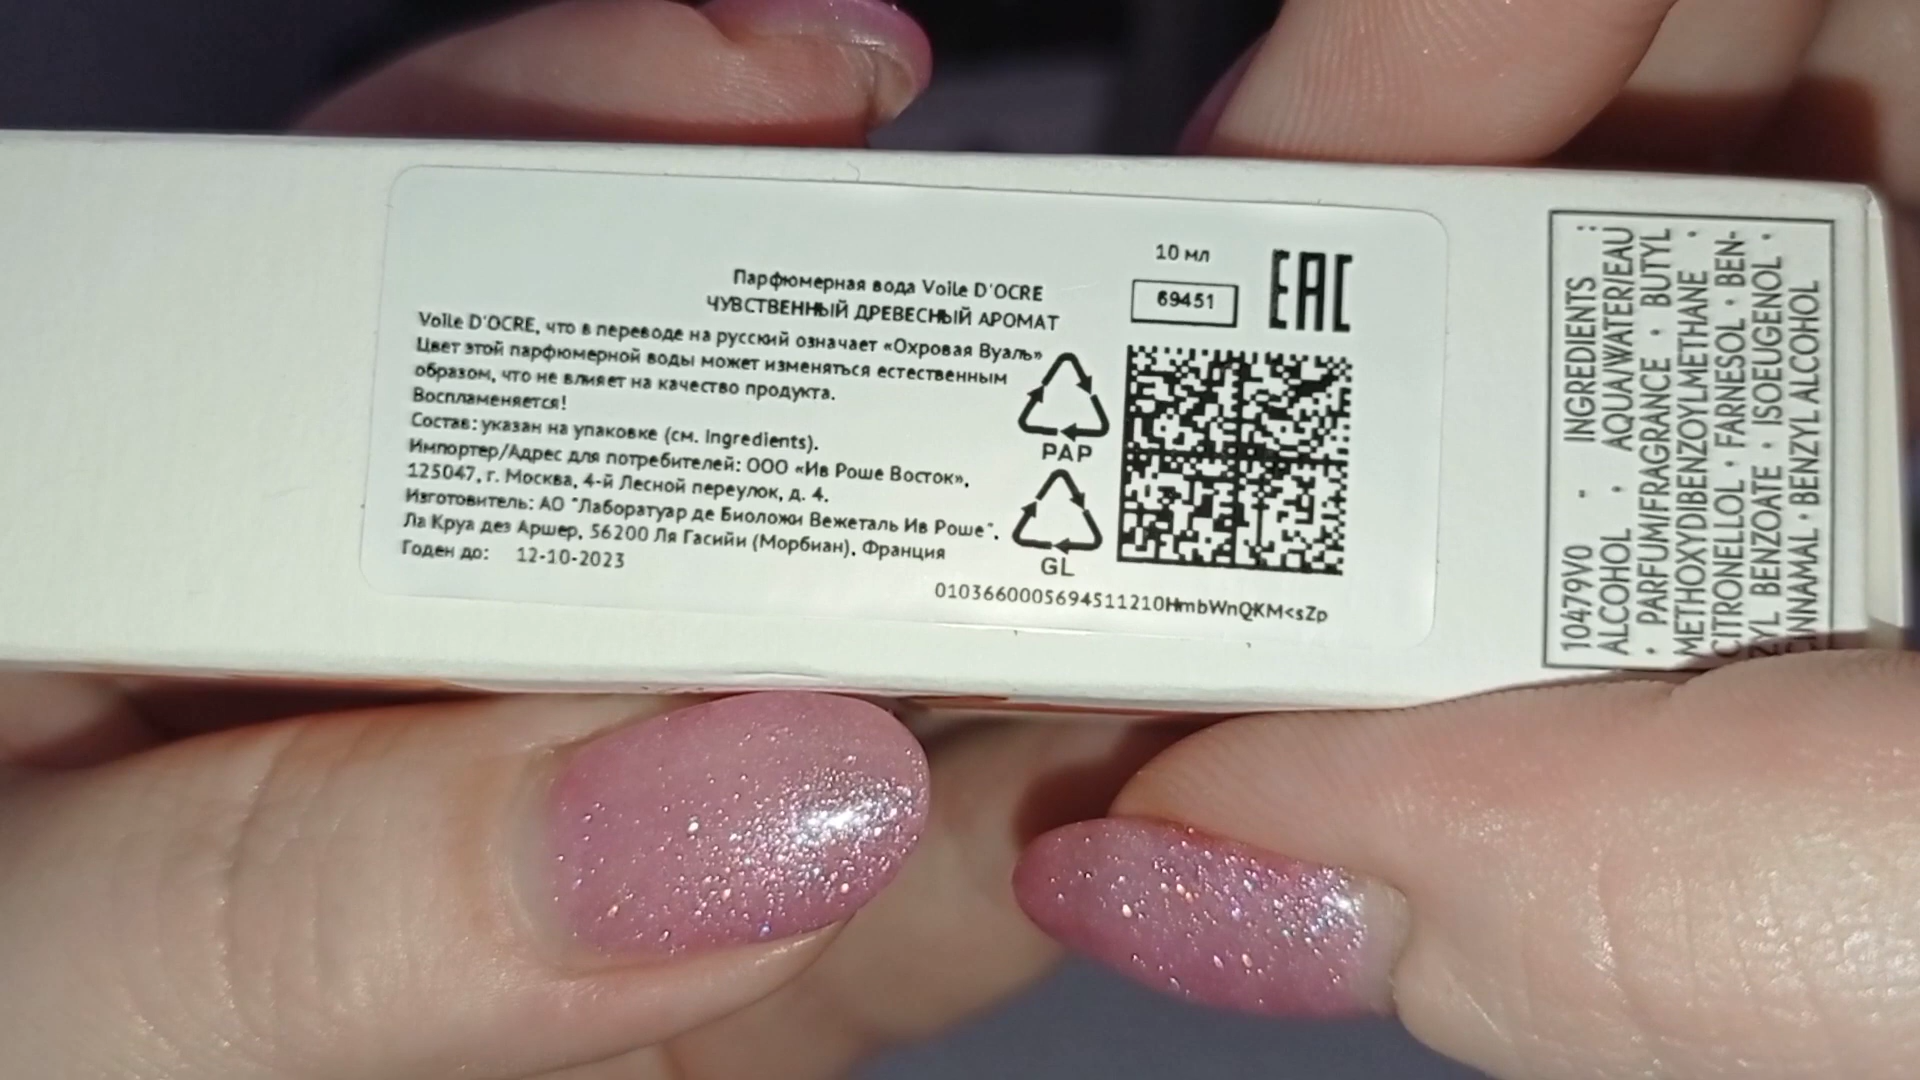 10 мл
69451
EAC
Парфюмерная вода Voile D'OCRE
ЧУВСТВЕННЫЙ ДРЕВЕСНЫЙ АРОМАТ
Voile D'OCRE, что в переводе на русский означает «Охровая Вуаль»
Цвет этой парфюмерной воды может изменяться естественным
образом, что не влияет на качество продукта.
Воспламеняется!
Состав: указан на упаковке (см. Ingredients).
Импортер/Адрес для потребителей: ООО «Ив Роше Восток»,
125047, г. Москва, 4-й Лесной переулок, д. 4.
Изготовитель: АО "Лаборатуар де Биоложи Вежеталь Ив Роше",
Ла Круа дез Аршер, 56200 Ля Гасийи (Морбиан), Франция
Годен до: 12-10-2023
PAP
GL
0103660005694511210HmbWnQKM<sZp
10479V0 - INGREDIENTS :
ALCOHOL · AQUA/WATER/EAU
· PARFUM/FRAGRANCE · BUTYL
METHOXYDIBENZOYLMETHANE ·
CITRONELLOL · FARNESOL · BEN-
ZYL BENZOATE · ISOEUGENOL ·
CINNAMAL · BENZYL ALCOHOL